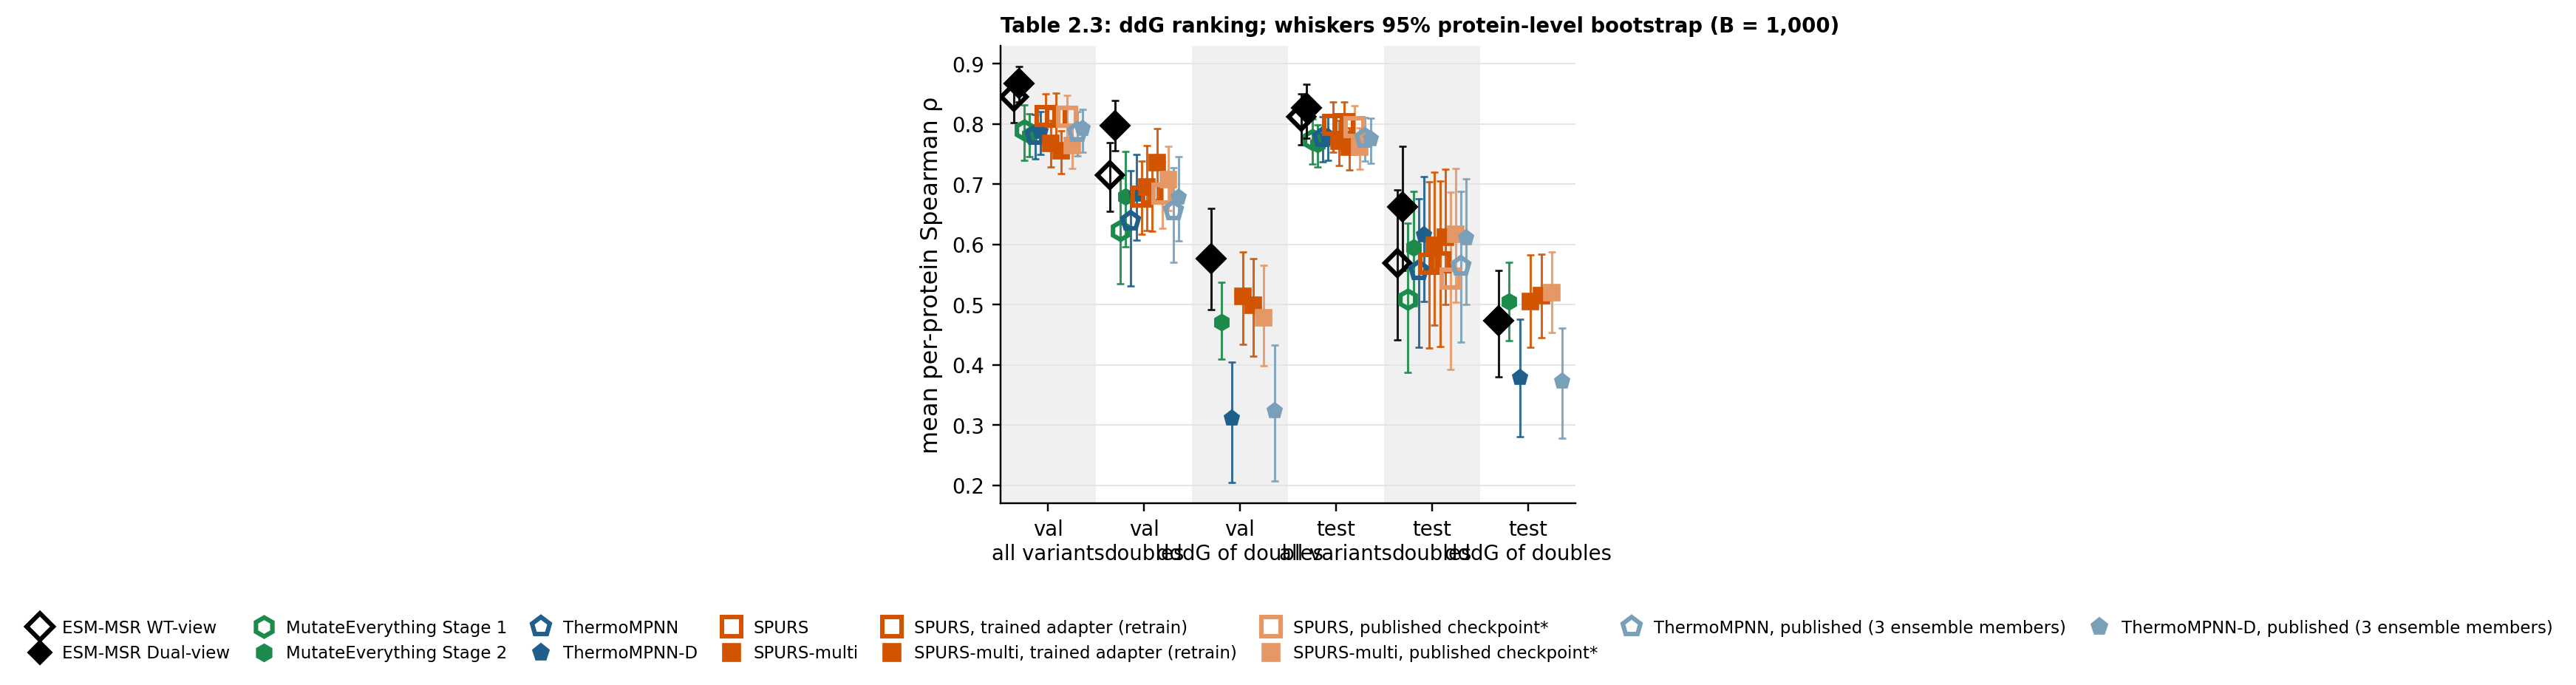 Table 2.3: ddG ranking; whiskers 95% protein-level bootstrap (B = 1,000)
mean per-protein Spearman ρ
0.9
0.8
0.7
0.6
0.5
0.4
0.3
0.2
val
all variants
val
doubles
val
ddG of doubles
test
all variants
test
doubles
test
ddG of doubles
ESM-MSR WT-view
ESM-MSR Dual-view
MutateEverything Stage 1
MutateEverything Stage 2
ThermoMPNN
ThermoMPNN-D
SPURS
SPURS-multi
SPURS, trained adapter (retrain)
SPURS-multi, trained adapter (retrain)
SPURS, published checkpoint*
SPURS-multi, published checkpoint*
ThermoMPNN, published (3 ensemble members)
ThermoMPNN-D, published (3 ensemble members)